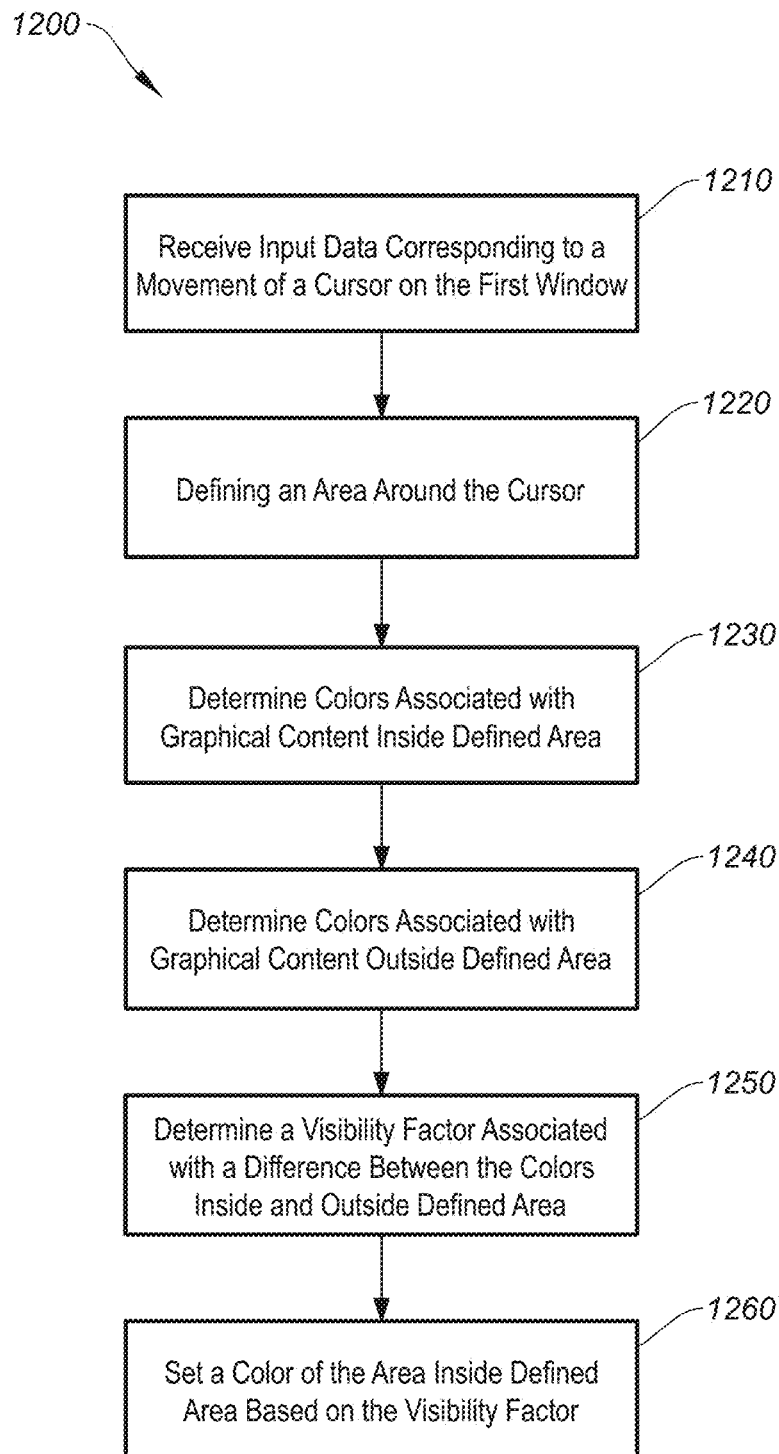 1200
1210
Receive Input Data Corresponding to a
Movement of a Cursor on the First Window
1220
Defining an Area Around the Cursor
1230
Determine Colors Associated with
Graphical Content Inside Defined Area
1240
Determine Colors Associated with
Graphical Content Outside Defined Area
1250
Determine a Visibility Factor Associated
with a Difference Between the Colors
Inside and Outside Defined Area
1260
Set a Color of the Area Inside Defined
Area Based on the Visibility Factor